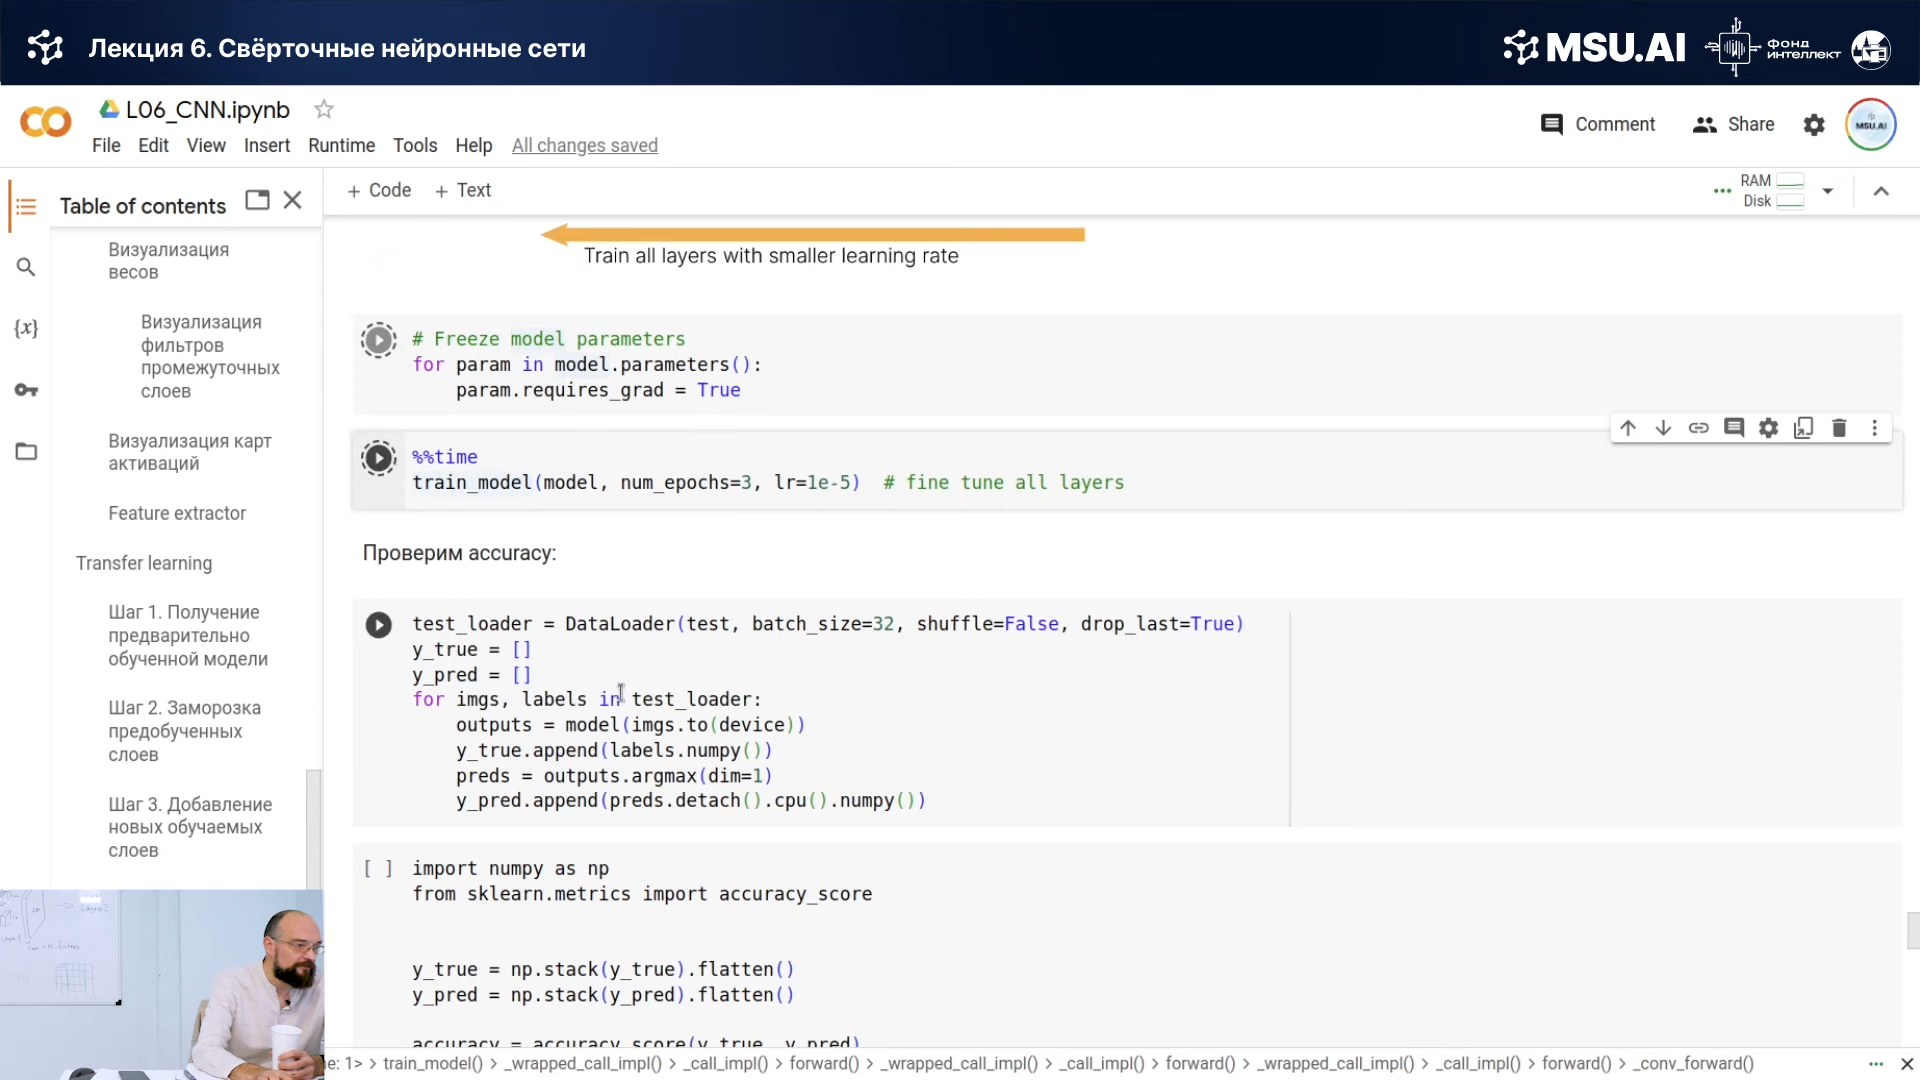 Лекция 6. Свёрточные нейронные сети
MSU.AI
ФОНД
ИНТЕЛЛЕКТ
L06_CNN.ipynb
File Edit View Insert Runtime Tools Help All changes saved
Comment
Share
MSU.AI
Table of contents
Визуализация
весов
Визуализация
фильтров
промежуточных
слоев
Визуализация карт
активаций
Feature extractor
Transfer learning
Шаг 1. Получение
предварительно
обученной модели
Шаг 2. Заморозка
предобученных
слоев
Шаг 3. Добавление
новых обучаемых
слоев
+ Code + Text
RAM
Disk
Train all layers with smaller learning rate
# Freeze model parameters
for param in model.parameters():
    param.requires_grad = True
%%time
train_model(model, num_epochs=3, lr=1e-5)  # fine tune all layers
Проверим accuracy:
test_loader = DataLoader(test, batch_size=32, shuffle=False, drop_last=True)
y_true = []
y_pred = []
for imgs, labels in test_loader:
    outputs = model(imgs.to(device))
    y_true.append(labels.numpy())
    preds = outputs.argmax(dim=1)
    y_pred.append(preds.detach().cpu().numpy())
[ ]
import numpy as np
from sklearn.metrics import accuracy_score
y_true = np.stack(y_true).flatten()
y_pred = np.stack(y_pred).flatten()
accuracy = accuracy_score(y_true, y_pred)
e: 1> > train_model() > _wrapped_call_impl() > _call_impl() > forward() > _wrapped_call_impl() > _call_impl() > forward() > _wrapped_call_impl() > _call_impl() > forward() > _conv_forward()